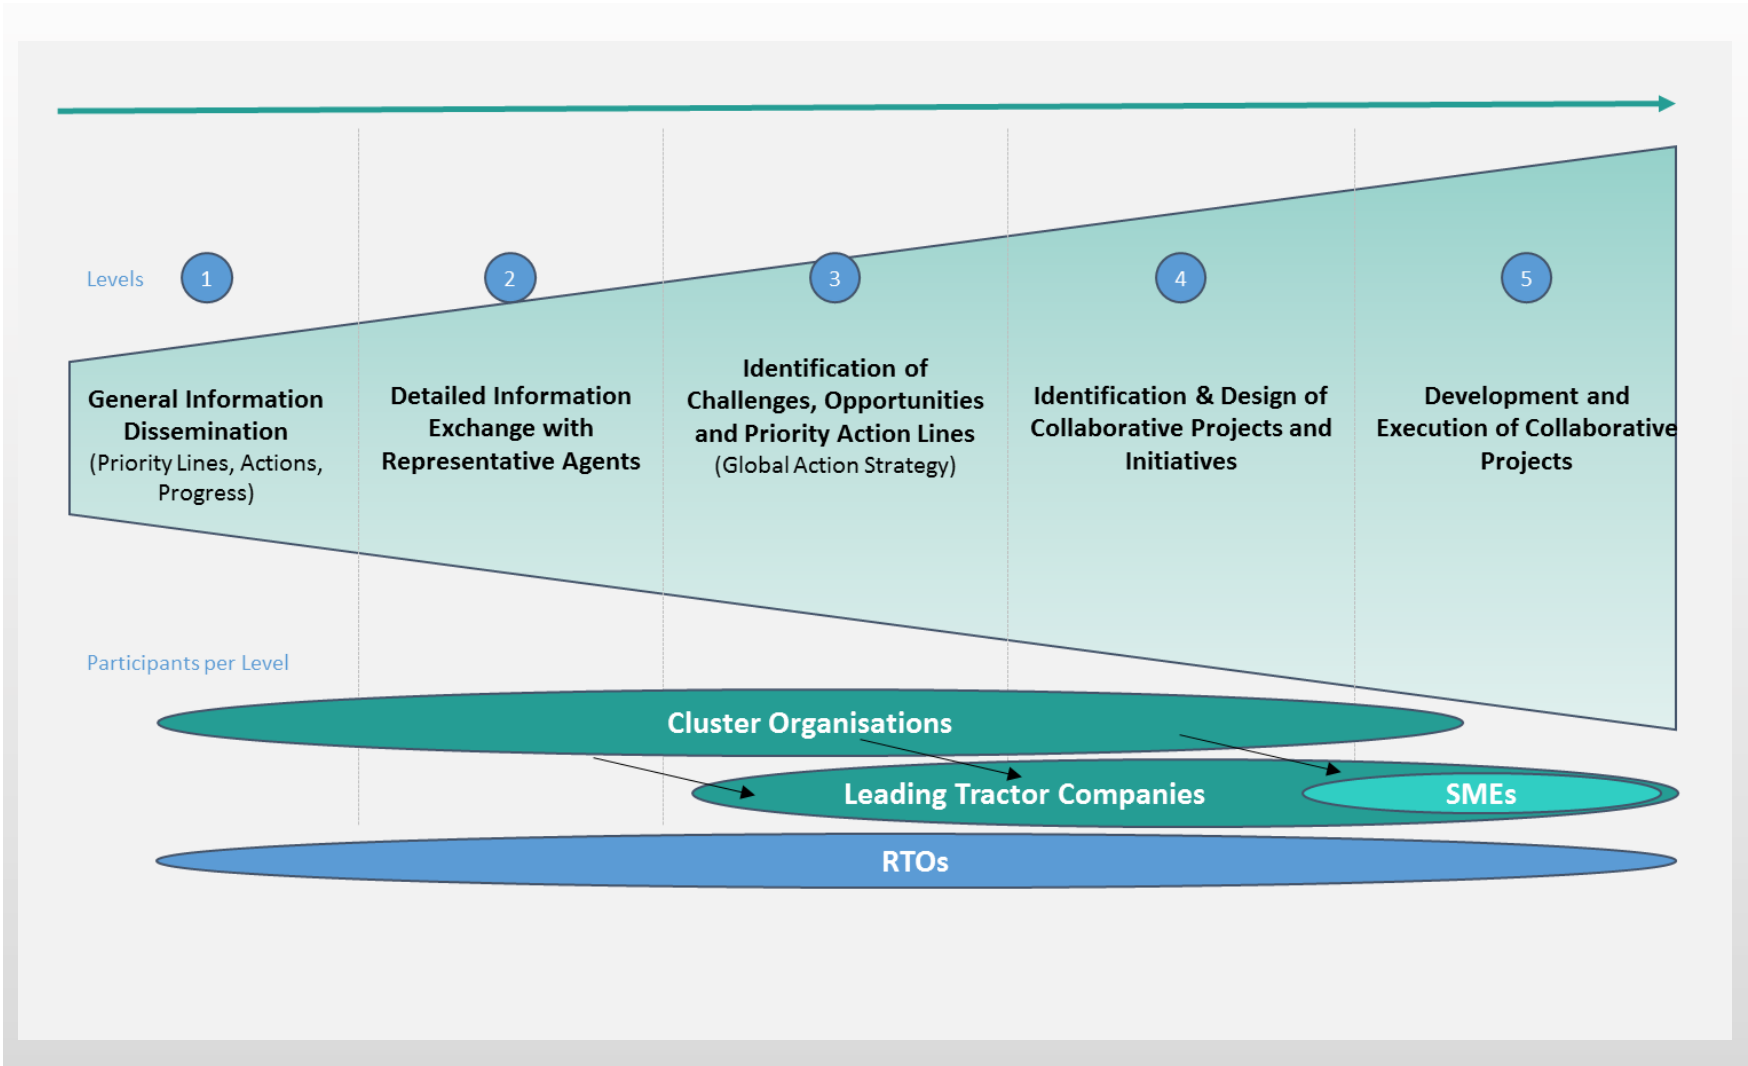 Levels
1
2
3
4
5
General Information
Dissemination
(Priority Lines, Actions,
Progress)
Detailed Information
Exchange with
Representative Agents
Identification of
Challenges, Opportunities
and Priority Action Lines
(Global Action Strategy)
Identification & Design of
Collaborative Projects and
Initiatives
Development and
Execution of Collaborative
Projects
Participants per Level
Cluster Organisations
Leading Tractor Companies
SMEs
RTOs